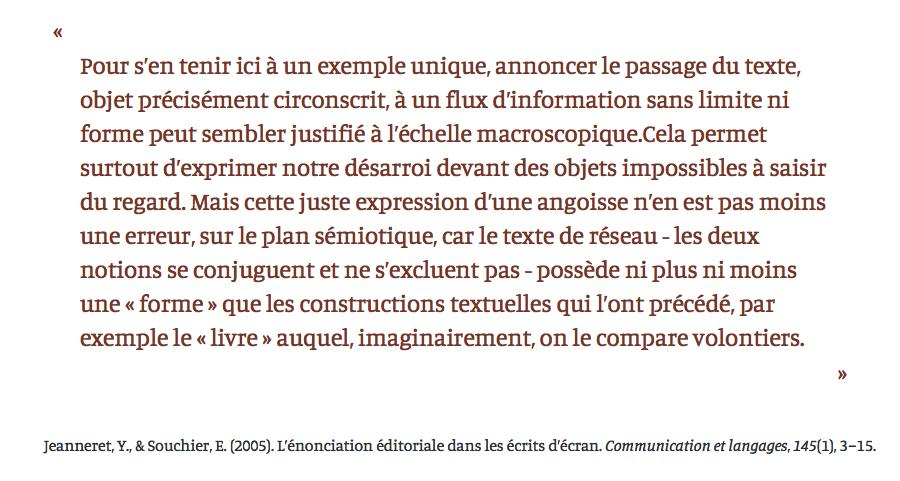 «
Pour s’en tenir ici à un exemple unique, annoncer le passage du texte,
objet précisément circonscrit, à un flux d’information sans limite ni
forme peut sembler justifié à l’échelle macroscopique.Cela permet
surtout d’exprimer notre désarroi devant des objets impossibles à saisir
du regard. Mais cette juste expression d’une angoisse n’en est pas moins
une erreur, sur le plan sémiotique, car le texte de réseau - les deux
notions se conjuguent et ne s’excluent pas - possède ni plus ni moins
une « forme » que les constructions textuelles qui l’ont précédé, par
exemple le « livre » auquel, imaginairement, on le compare volontiers.
»
Jeanneret, Y., & Souchier, E. (2005). L’énonciation éditoriale dans les écrits d’écran. Communication et langages, 145(1), 3–15.